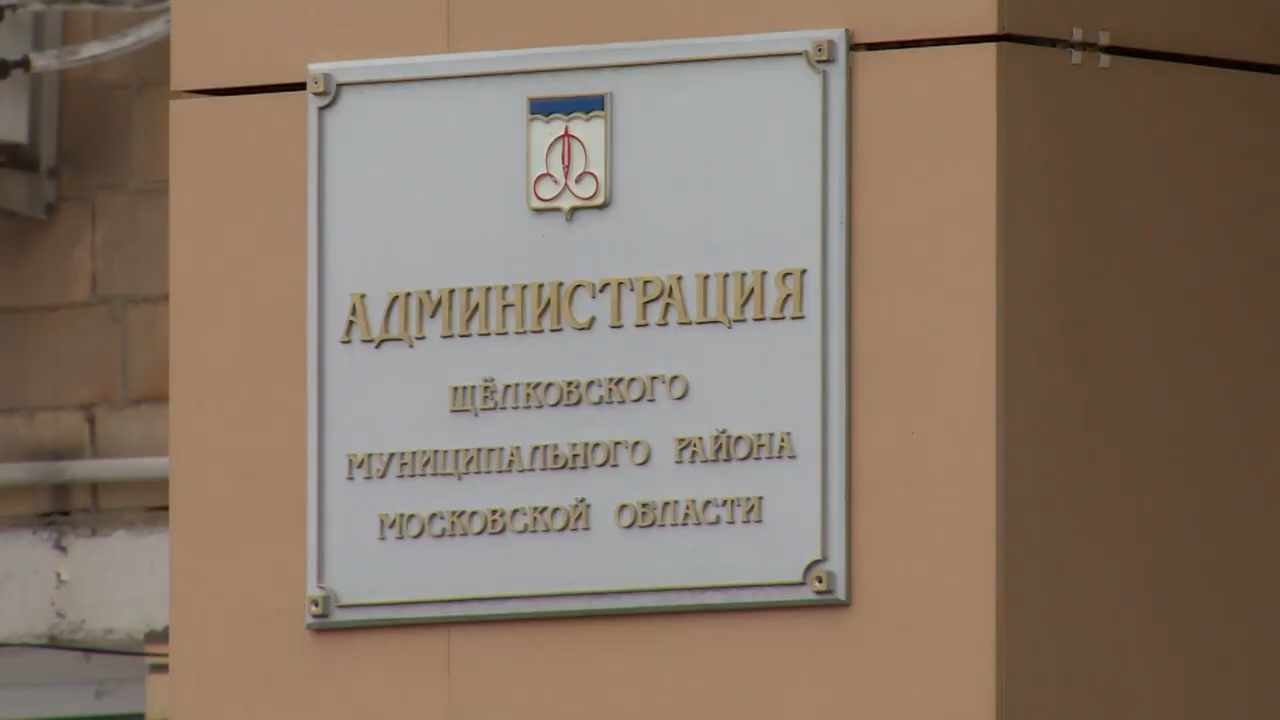 АДМИНИСТРАЦИЯ
ЩЁЛКОВСКОГО
МУНИЦИПАЛЬНОГО РАЙОНА
МОСКОВСКОЙ ОБЛАСТИ